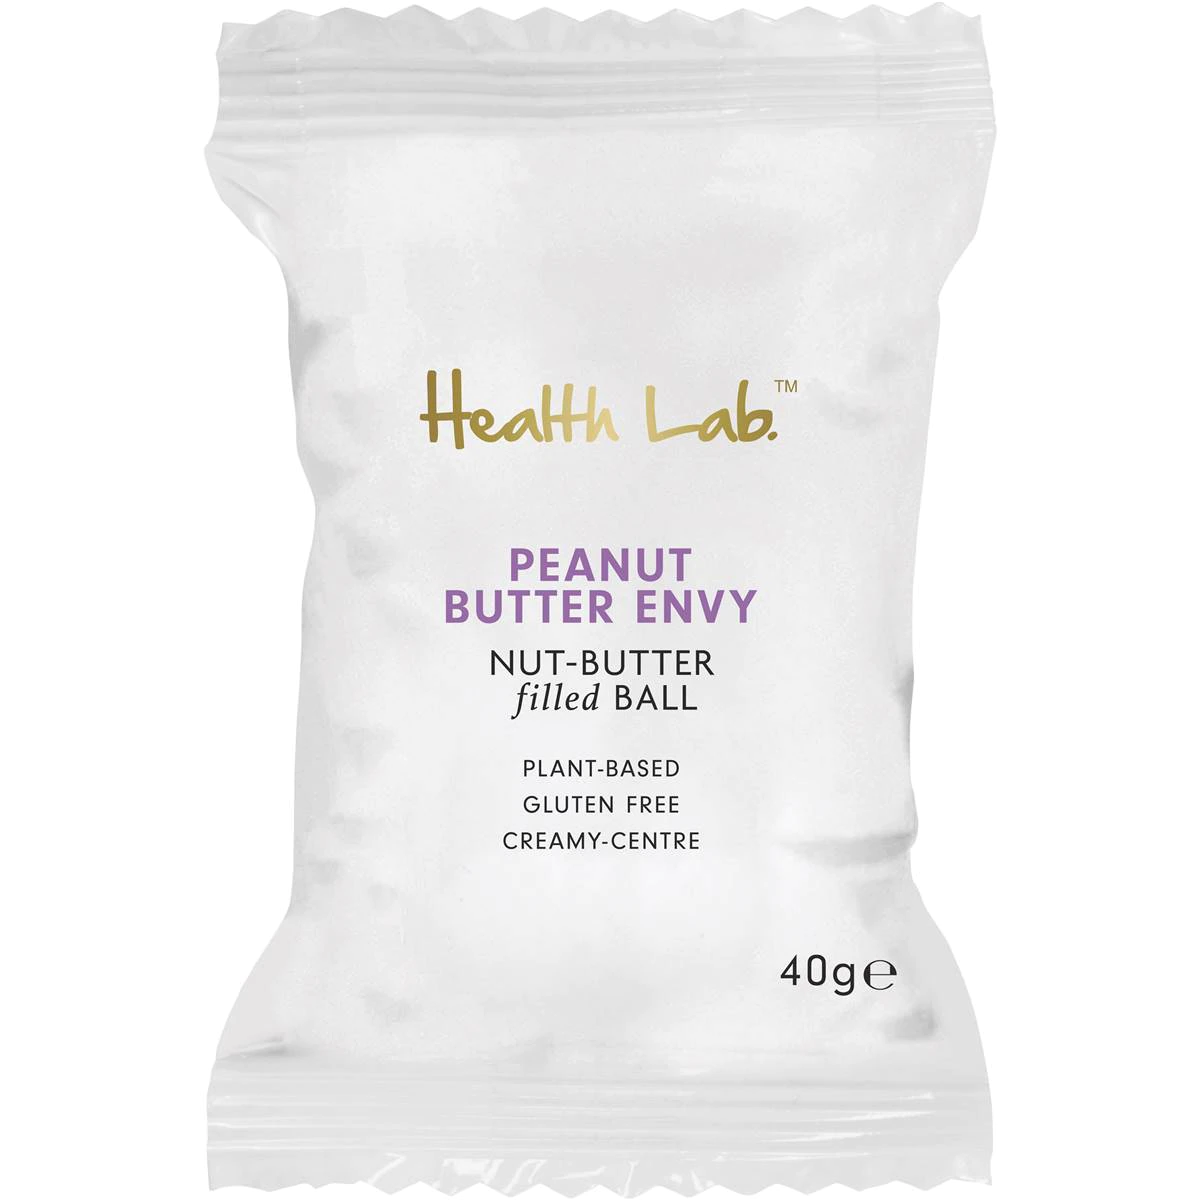 Health Lab.™
PEANUT
BUTTER ENVY
NUT-BUTTER
filled BALL
PLANT-BASED
GLUTEN FREE
CREAMY-CENTRE
40g℮